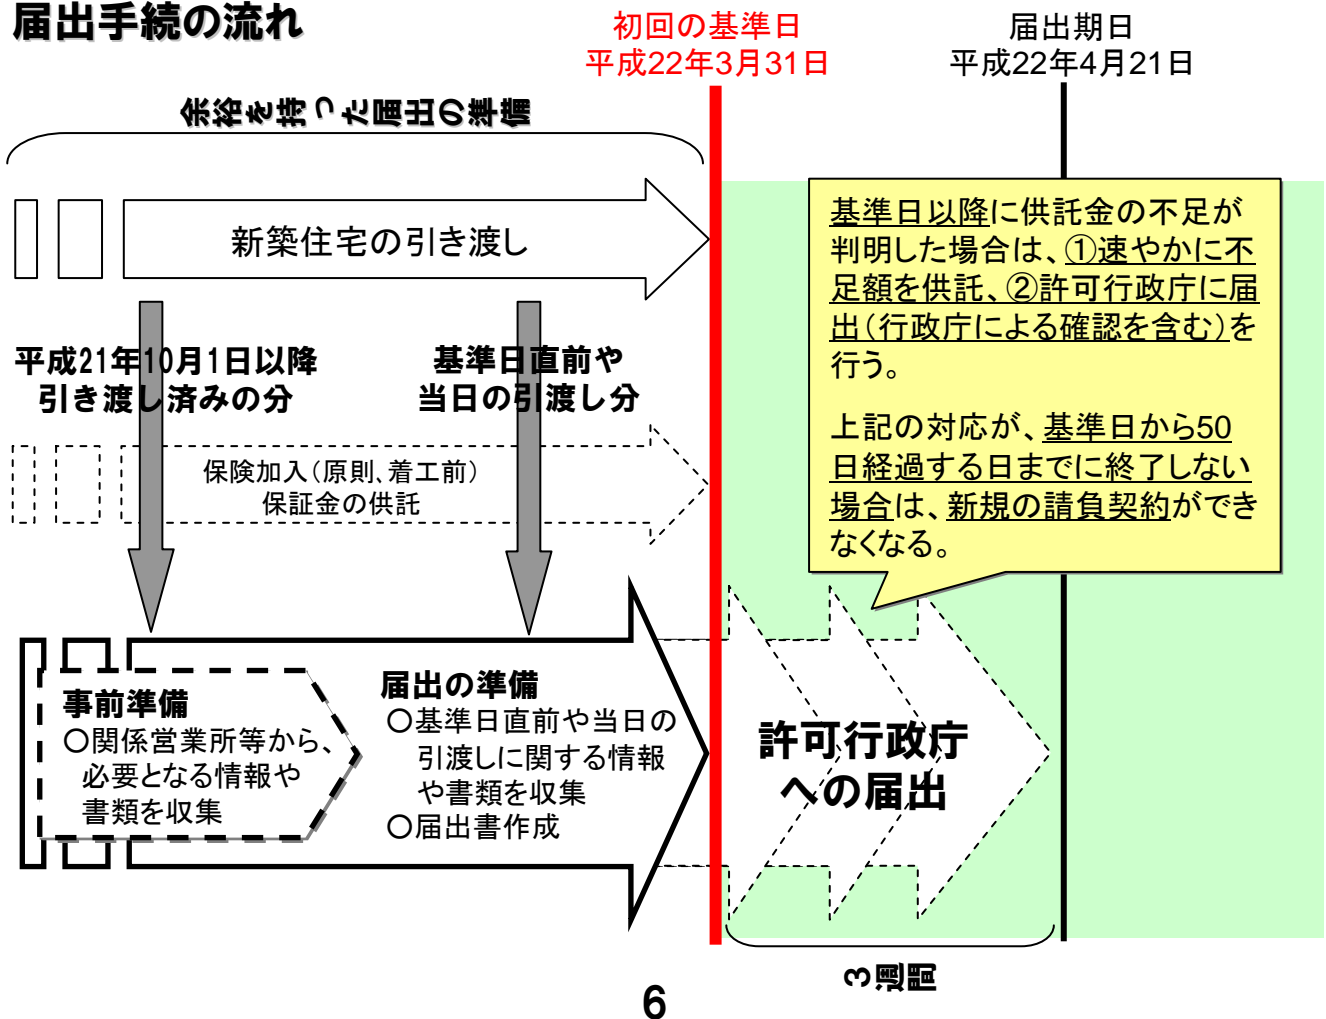 届出手続の流れ
初回の基準日
平成22年3月31日
届出期日
平成22年4月21日
余裕を持った届出の準備
新築住宅の引き渡し
平成21年10月1日以降
引き渡し済みの分
基準日直前や
当日の引渡し分
保険加入（原則、着工前）
保証金の供託
基準日以降に供託金の不足が
判明した場合は、①速やかに不
足額を供託、②許可行政庁に届
出（行政庁による確認を含む）を
行う。
上記の対応が、基準日から50
日経過する日までに終了しない
場合は、新規の請負契約ができ
なくなる。
事前準備
○関係営業所等から、
必要となる情報や
書類を収集
届出の準備
○基準日直前や当日の
引渡しに関する情報
や書類を収集
○届出書作成
許可行政庁
への届出
3週間
6